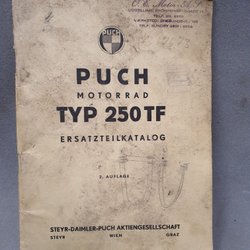 PUCH
PUCH
MOTORRAD
TYP 250 TF
ERSATZTEILKATALOG
2. AUFLAGE
STEYR-DAIMLER-PUCH AKTIENGESELLSCHAFT
STEYR WIEN GRAZ